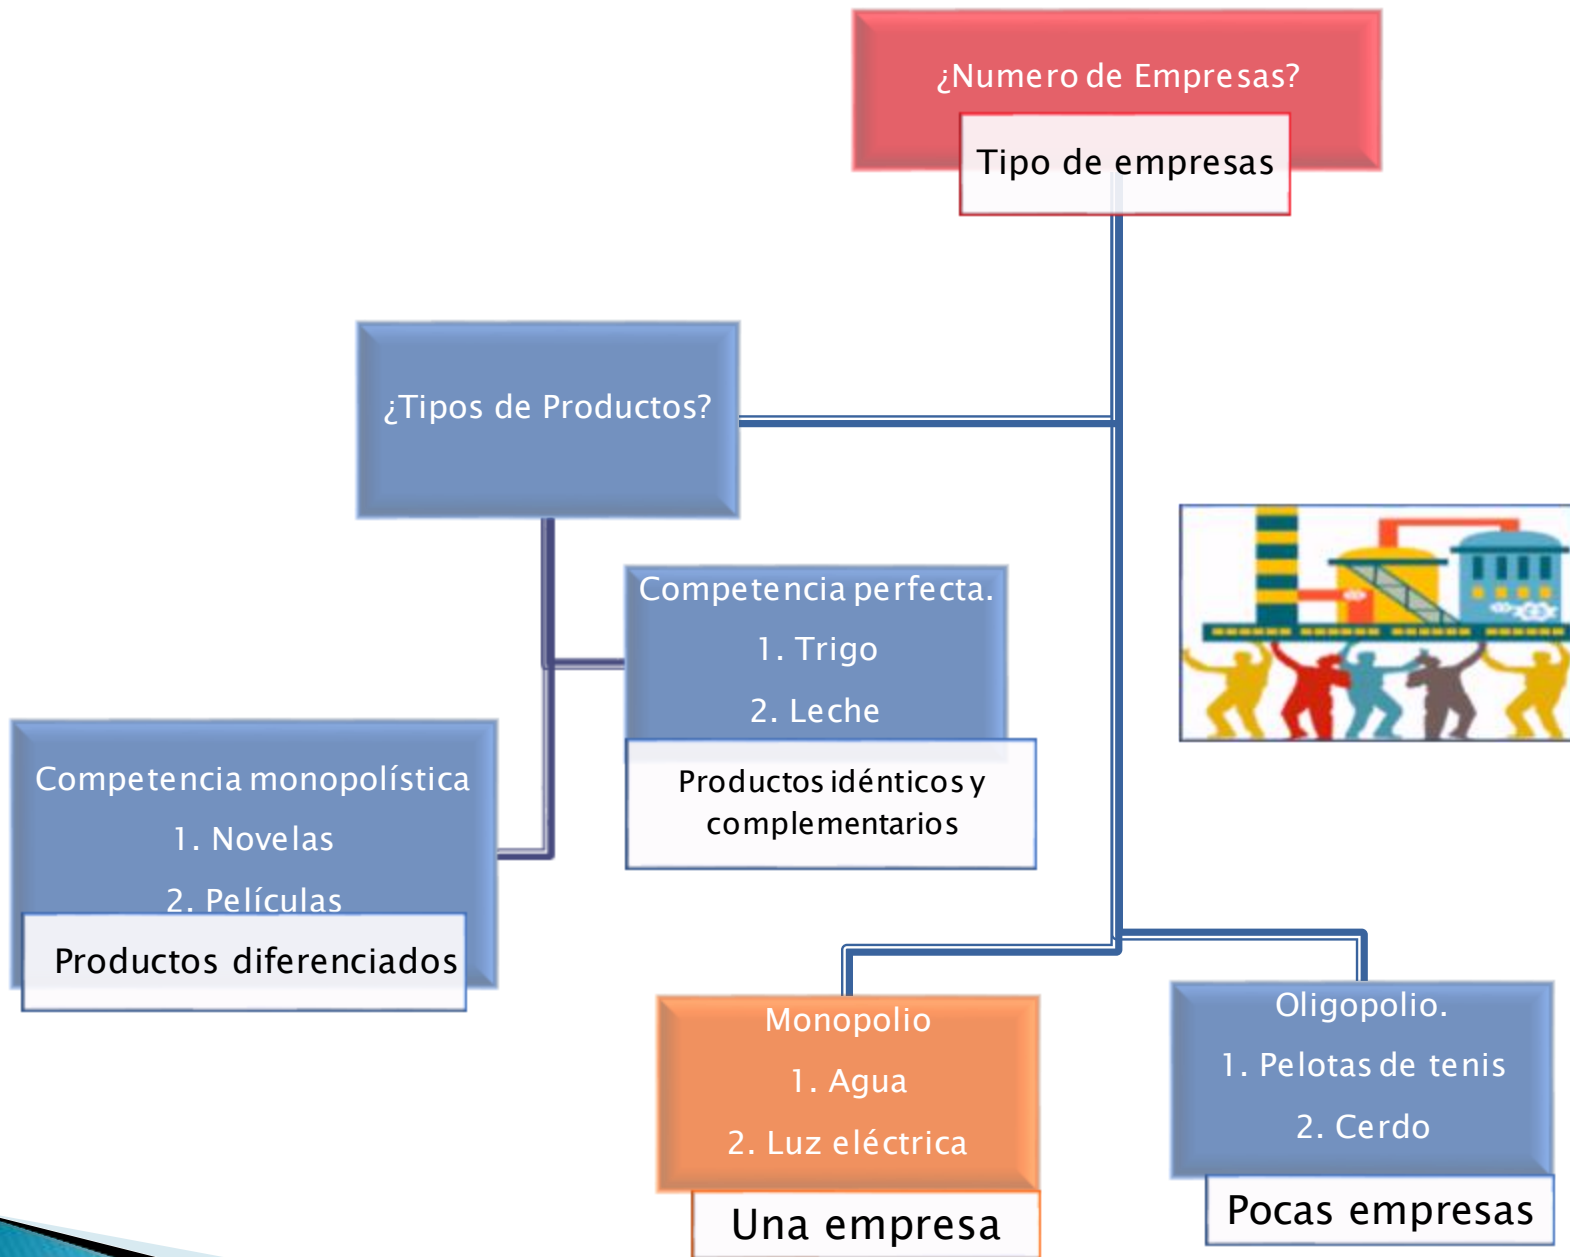 ¿Numero de Empresas?
Tipo de empresas
¿Tipos de Productos?
Competencia perfecta.
1. Trigo
2. Leche
Productos idénticos y
complementarios
Competencia monopolística
1. Novelas
2. Películas
Productos diferenciados
Monopolio
1. Agua
2. Luz eléctrica
Una empresa
Oligopolio.
1. Pelotas de tenis
2. Cerdo
Pocas empresas